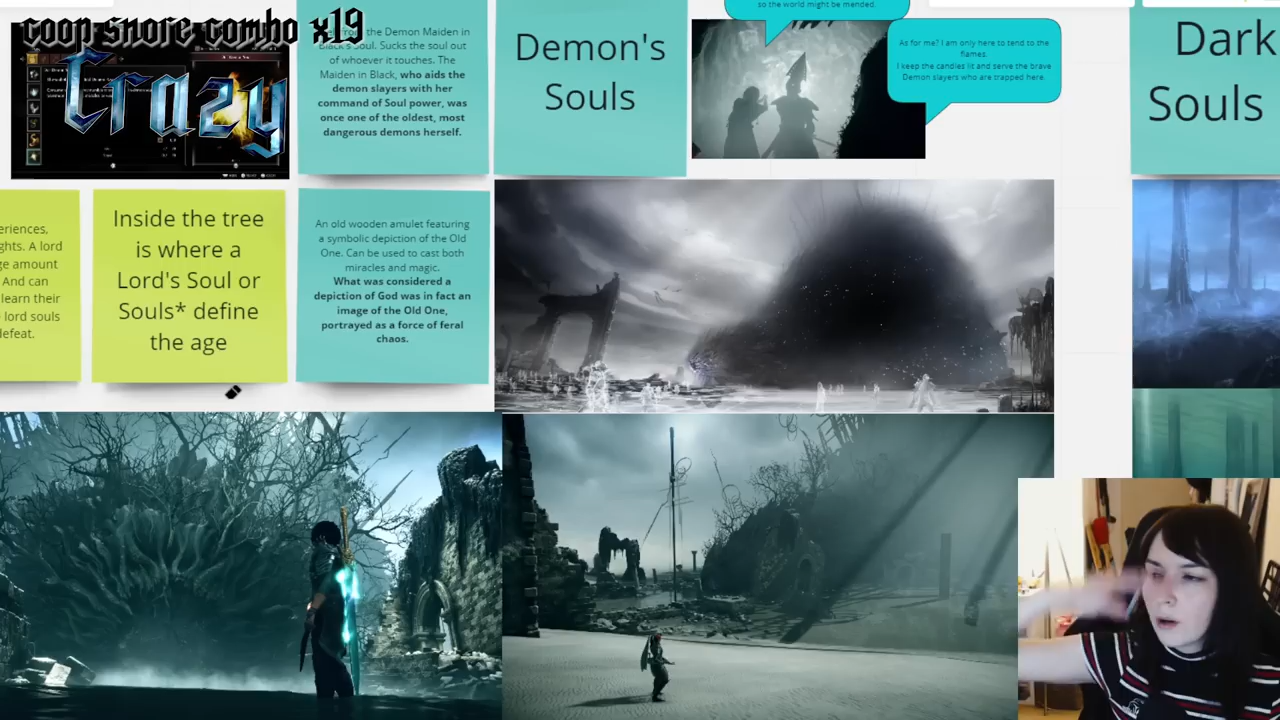 coop snore combo x19
Crazy
from the Demon Maiden in
Black's Soul. Sucks the soul out
of whoever it touches. The
Maiden in Black, who aids the
demon slayers with her
command of Soul power, was
once one of the oldest, most
dangerous demons herself.
Demon's
Souls
so the world might be mended.
As for me? I am only here to tend to the
flames.
I keep the candles lit and serve the brave
Demon slayers who are trapped here.
Dark
Souls
eriences,
ghts. A lord
ge amount
And can
learn their
lord souls
defeat.
Inside the tree
is where a
Lord's Soul or
Souls* define
the age
An old wooden amulet featuring
a symbolic depiction of the Old
One. Can be used to cast both
miracles and magic.
What was considered a
depiction of God was in fact an
image of the Old One,
portrayed as a force of feral
chaos.